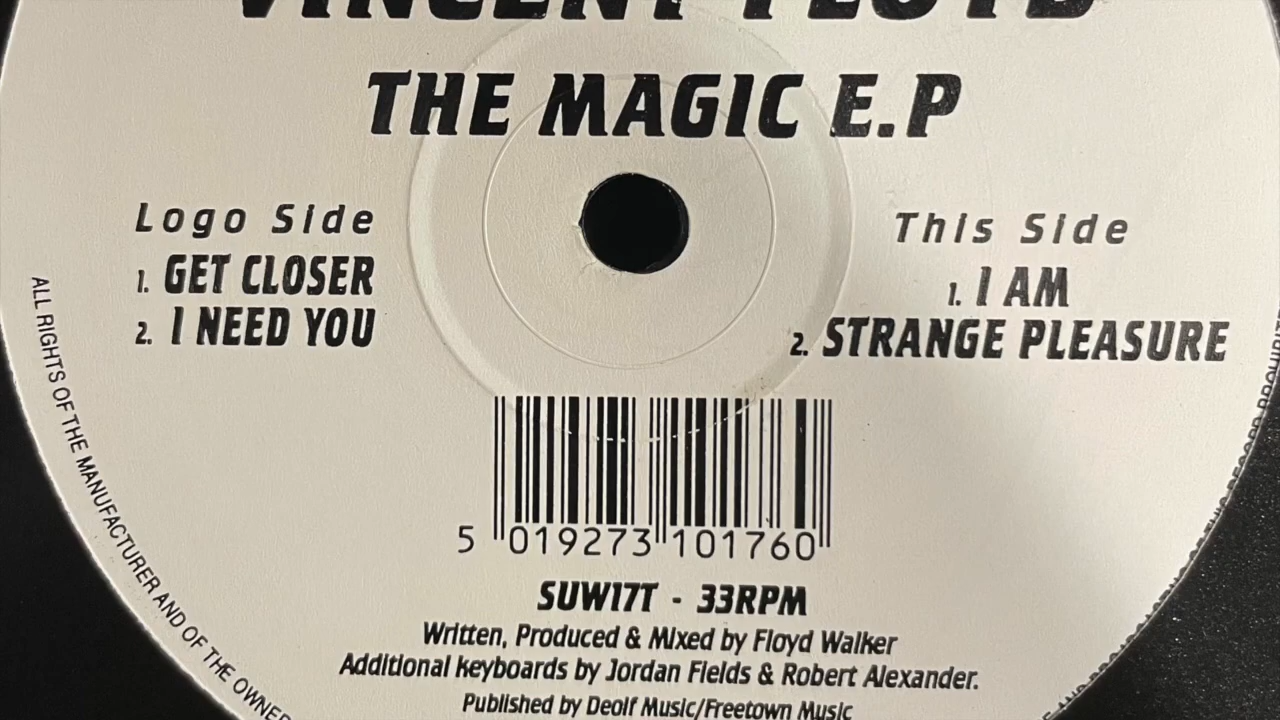 VINCENT FLOYD
THE MAGIC E.P
Logo Side
1. GET CLOSER
2. I NEED YOU
This Side
1. I AM
2. STRANGE PLEASURE
5 019273 101760
SUW17T - 33RPM
Written, Produced & Mixed by Floyd Walker
Additional keyboards by Jordan Fields & Robert Alexander.
Published by Deolf Music/Freetown Music
ALL RIGHTS OF THE MANUFACTURER AND OF THE OWNER